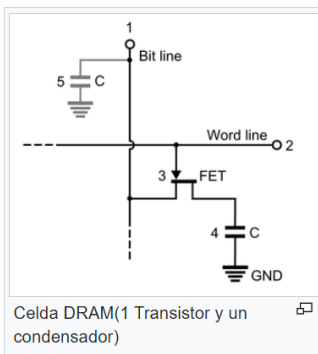 1
Bit line
5 C
Word line
2
3 FET
4 C
GND
Celda DRAM(1 Transistor y un
condensador)